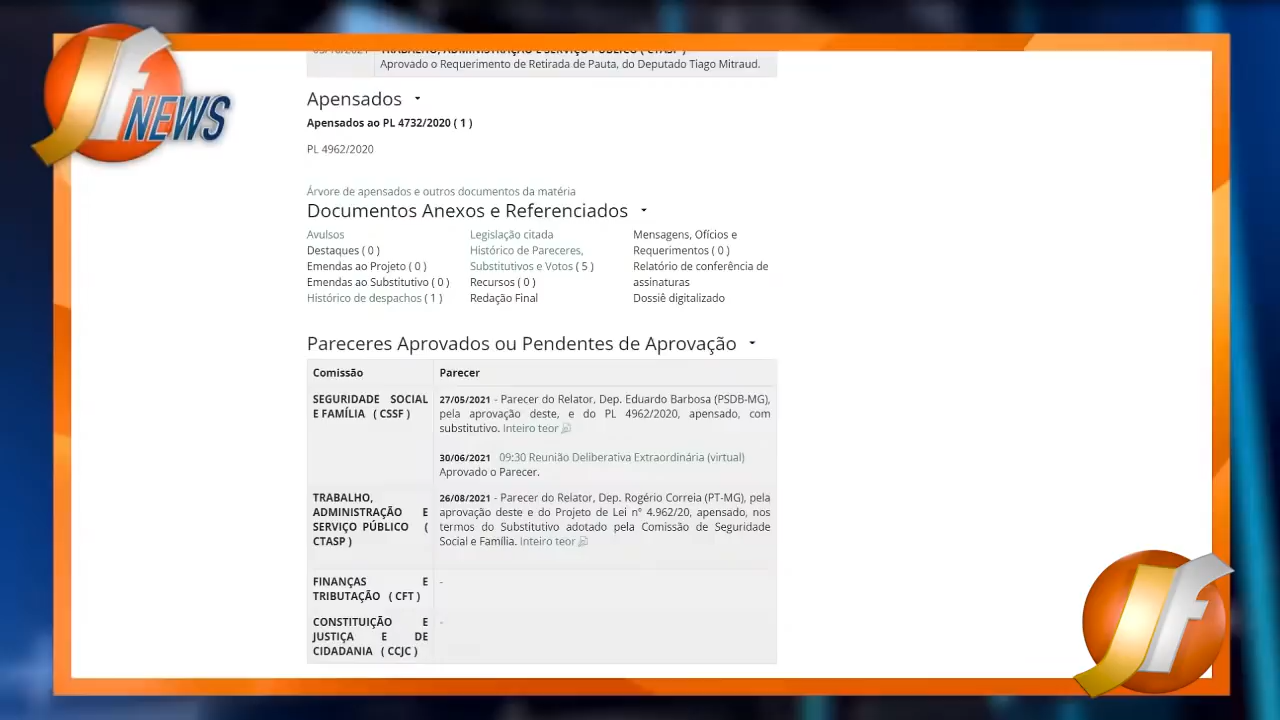 TRABALHO, ADMINISTRAÇÃO E SERVIÇO PÚBLICO ( CTASP )
Aprovado o Requerimento de Retirada de Pauta, do Deputado Tiago Mitraud.
Jf
NEWS
Apensados
Apensados ao PL 4732/2020 ( 1 )
PL 4962/2020
Árvore de apensados e outros documentos da matéria
Documentos Anexos e Referenciados
Avulsos
Destaques ( 0 )
Emendas ao Projeto ( 0 )
Emendas ao Substitutivo ( 0 )
Histórico de despachos ( 1 )
Legislação citada
Histórico de Pareceres,
Substitutivos e Votos ( 5 )
Recursos ( 0 )
Redação Final
Mensagens, Ofícios e
Requerimentos ( 0 )
Relatório de conferência de
assinaturas
Dossiê digitalizado
Pareceres Aprovados ou Pendentes de Aprovação
Comissão
Parecer
SEGURIDADE SOCIAL
E FAMÍLIA ( CSSF )
27/05/2021 - Parecer do Relator, Dep. Eduardo Barbosa (PSDB-MG),
pela aprovação deste, e do PL 4962/2020, apensado, com
substitutivo. Inteiro teor
30/06/2021 09:30 Reunião Deliberativa Extraordinária (virtual)
Aprovado o Parecer.
TRABALHO,
ADMINISTRAÇÃO E
SERVIÇO PÚBLICO (
CTASP )
26/08/2021 - Parecer do Relator, Dep. Rogério Correia (PT-MG), pela
aprovação deste e do Projeto de Lei nº 4.962/20, apensado, nos
termos do Substitutivo adotado pela Comissão de Seguridade
Social e Família. Inteiro teor
FINANÇAS E
TRIBUTAÇÃO ( CFT )
-
CONSTITUIÇÃO E
JUSTIÇA E DE
CIDADANIA ( CCJC )
-
Jf